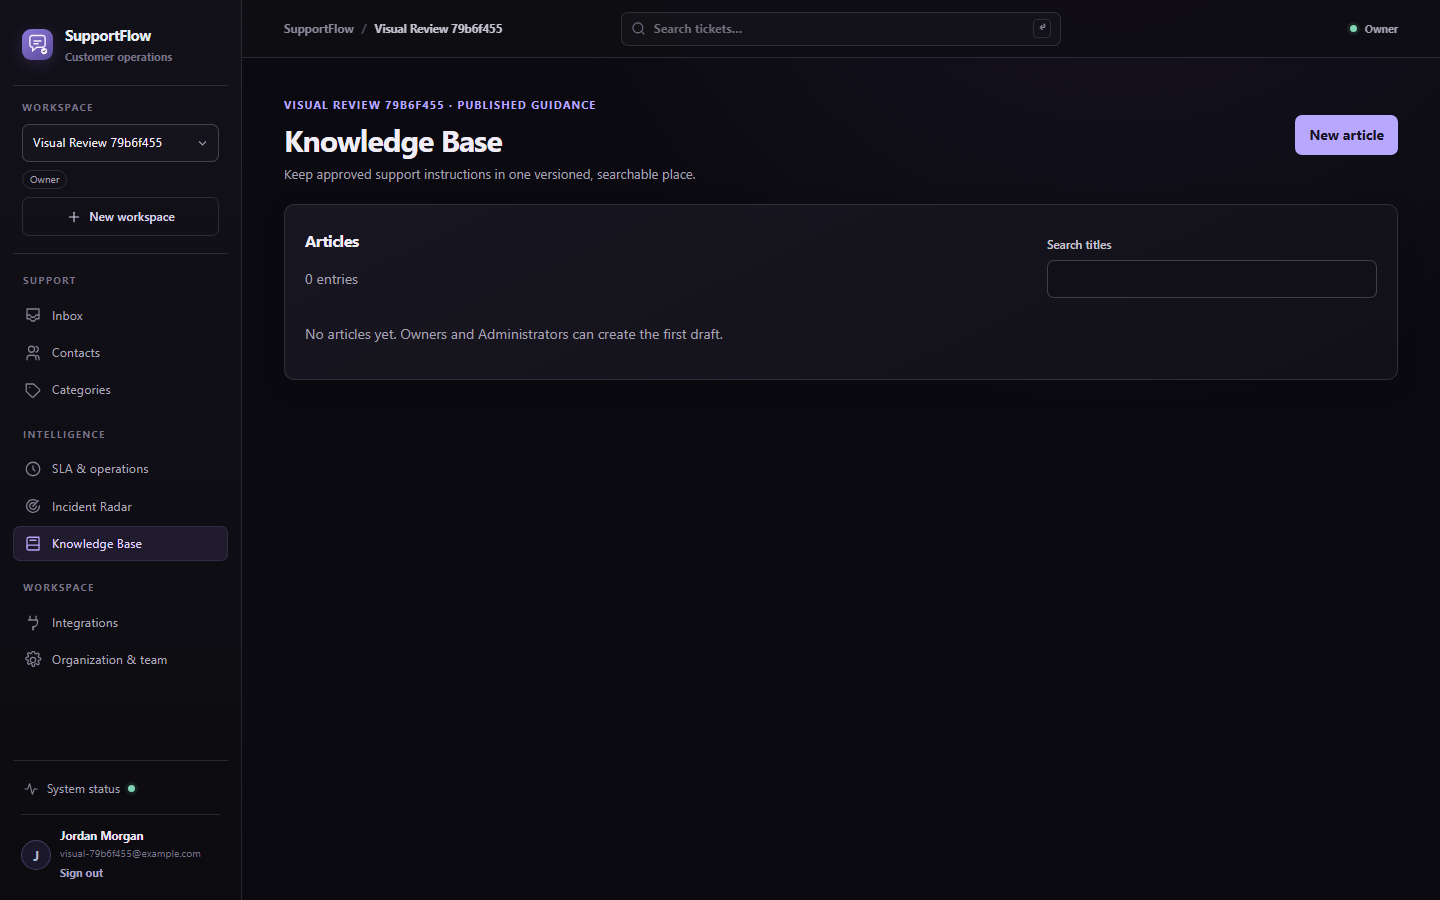 SupportFlow
Customer operations
WORKSPACE
Visual Review 79b6f455
Owner
New workspace
SUPPORT
Inbox
Contacts
Categories
INTELLIGENCE
SLA & operations
Incident Radar
Knowledge Base
WORKSPACE
Integrations
Organization & team
System status
J
Jordan Morgan
visual-79b6f455@example.com
Sign out
SupportFlow / Visual Review 79b6f455
Search tickets...
Owner
VISUAL REVIEW 79B6F455 · PUBLISHED GUIDANCE
Knowledge Base
Keep approved support instructions in one versioned, searchable place.
New article
Articles
0 entries
Search titles
No articles yet. Owners and Administrators can create the first draft.